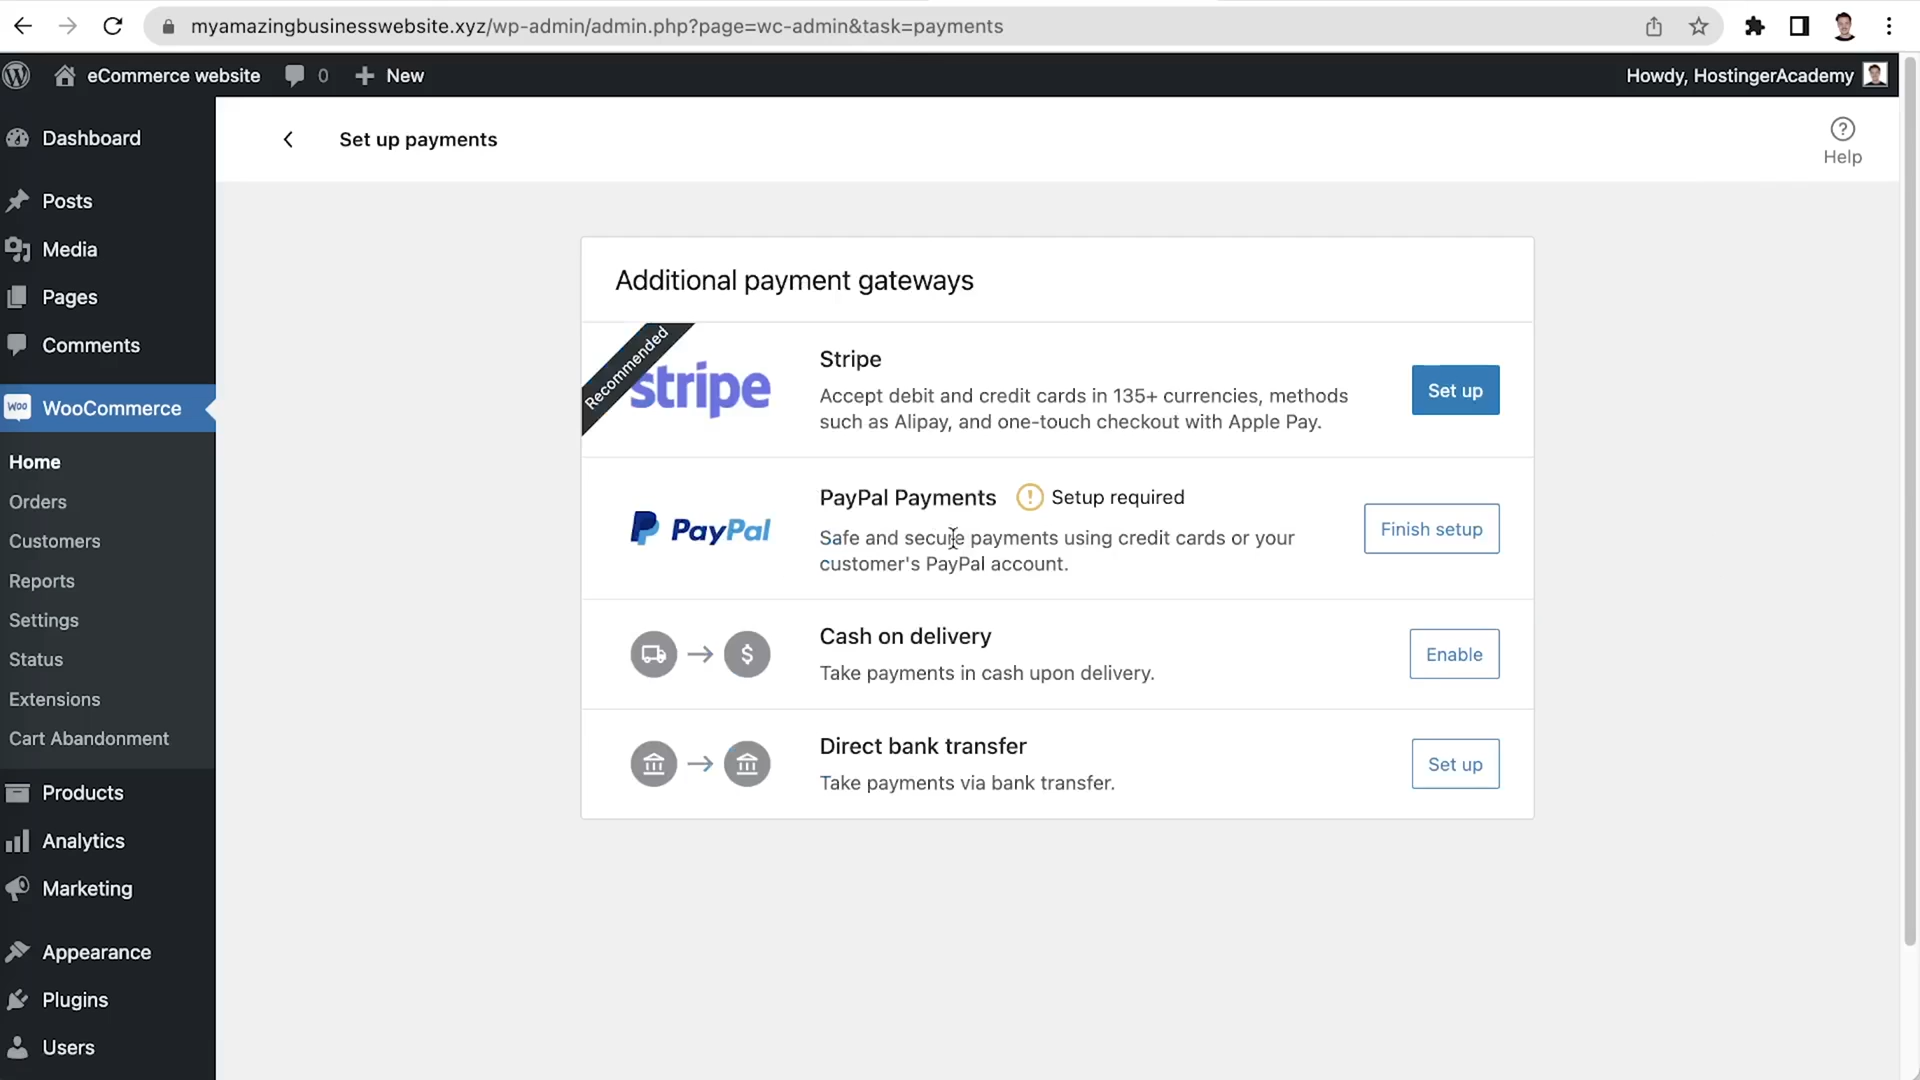 myamazingbusinesswebsite.xyz/wp-admin/admin.php?page=wc-admin&task=payments
eCommerce website
0
New
Howdy, HostingerAcademy
Dashboard
Posts
Media
Pages
Comments
Woo
WooCommerce
Home
Orders
Customers
Reports
Settings
Status
Extensions
Cart Abandonment
Products
Analytics
Marketing
Appearance
Plugins
Users
Set up payments
Help
Additional payment gateways
Recommended
stripe
Stripe
Accept debit and credit cards in 135+ currencies, methods
such as Alipay, and one-touch checkout with Apple Pay.
Set up
PayPal
PayPal Payments
Setup required
Safe and secure payments using credit cards or your
customer's PayPal account.
Finish setup
Cash on delivery
Take payments in cash upon delivery.
Enable
Direct bank transfer
Take payments via bank transfer.
Set up